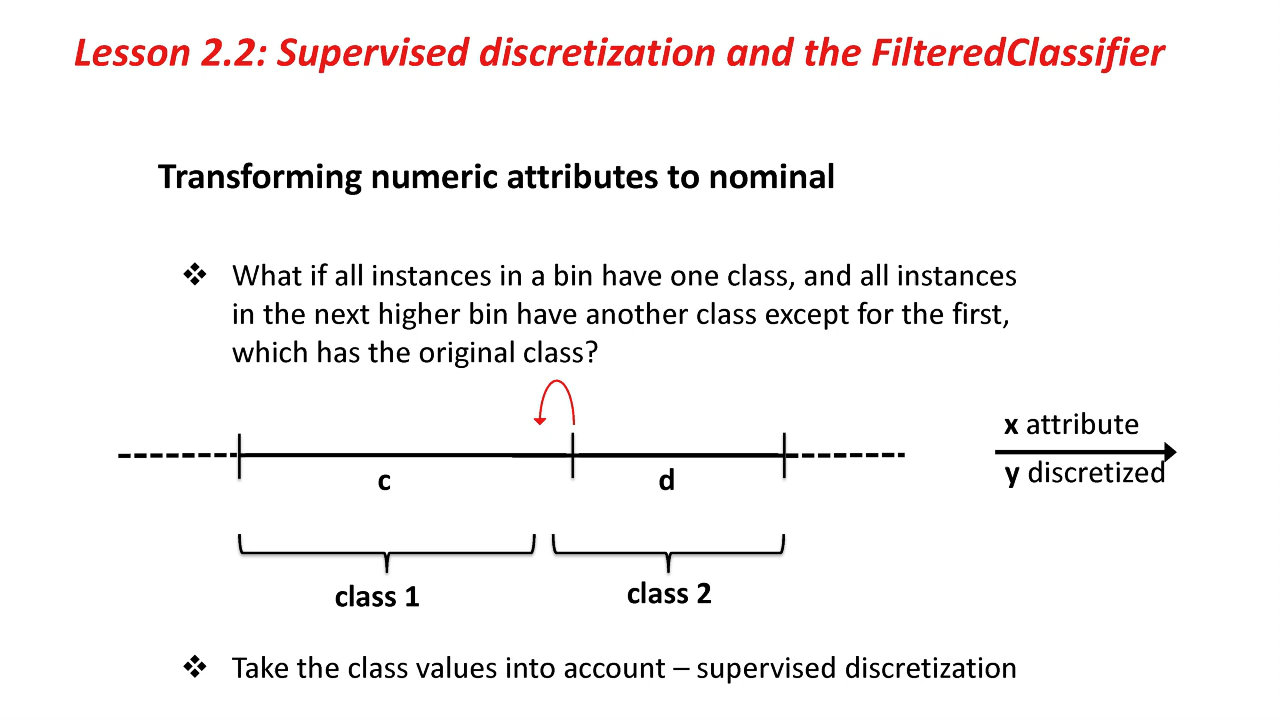 Lesson 2.2: Supervised discretization and the FilteredClassifier
Transforming numeric attributes to nominal
❖ What if all instances in a bin have one class, and all instances
in the next higher bin have another class except for the first,
which has the original class?
x attribute
y discretized
c
d
class 1
class 2
❖ Take the class values into account – supervised discretization